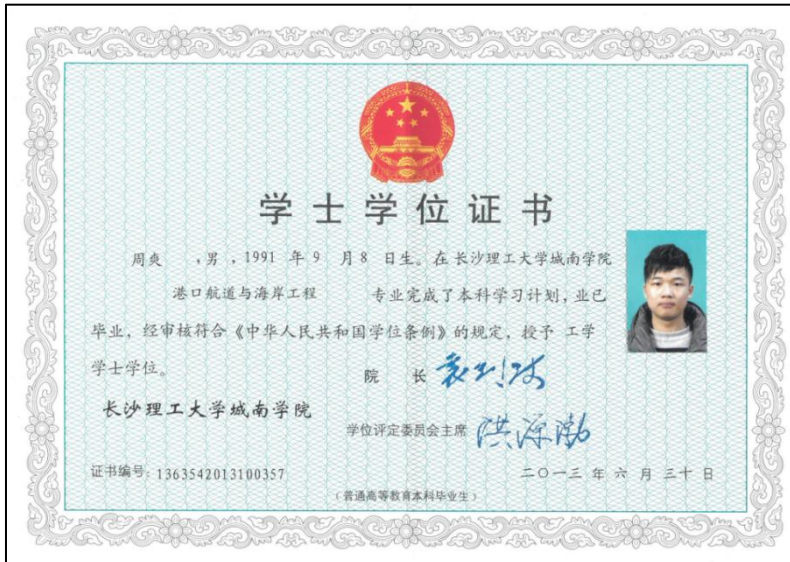 学士学位证书
周爽 ,男,1991 年 9 月 8 日生。在 长沙理工大学城南学院
港口航道与海岸工程 专业完成了本科学习计划,业已
毕业,经审核符合《中华人民共和国学位条例》的规定,授予 工学
学士学位。
院 长
长沙理工大学城南学院
学位评定委员会主席 洪源渤
证书编号:1363542013100357 二〇一三 年 六 月 三十 日
(普通高等教育本科毕业生)